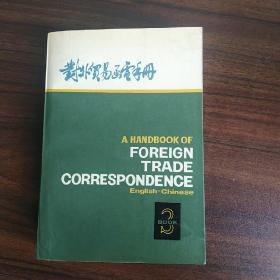 对外贸易函电手册
A HANDBOOK OF
FOREIGN
TRADE
CORRESPONDENCE
English-Chinese
3
BOOK